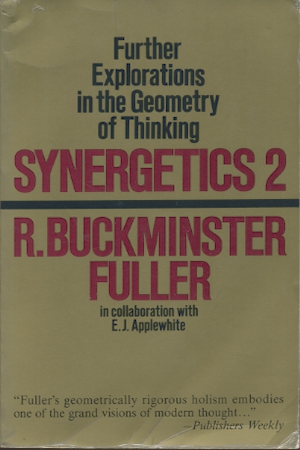 Further
Explorations
in the Geometry
of Thinking
SYNERGETICS 2
R. BUCKMINSTER
FULLER
in collaboration with
E. J. Applewhite
"Fuller's geometrically rigorous holism embodies
one of the grand visions of modern thought..."
—Publishers Weekly